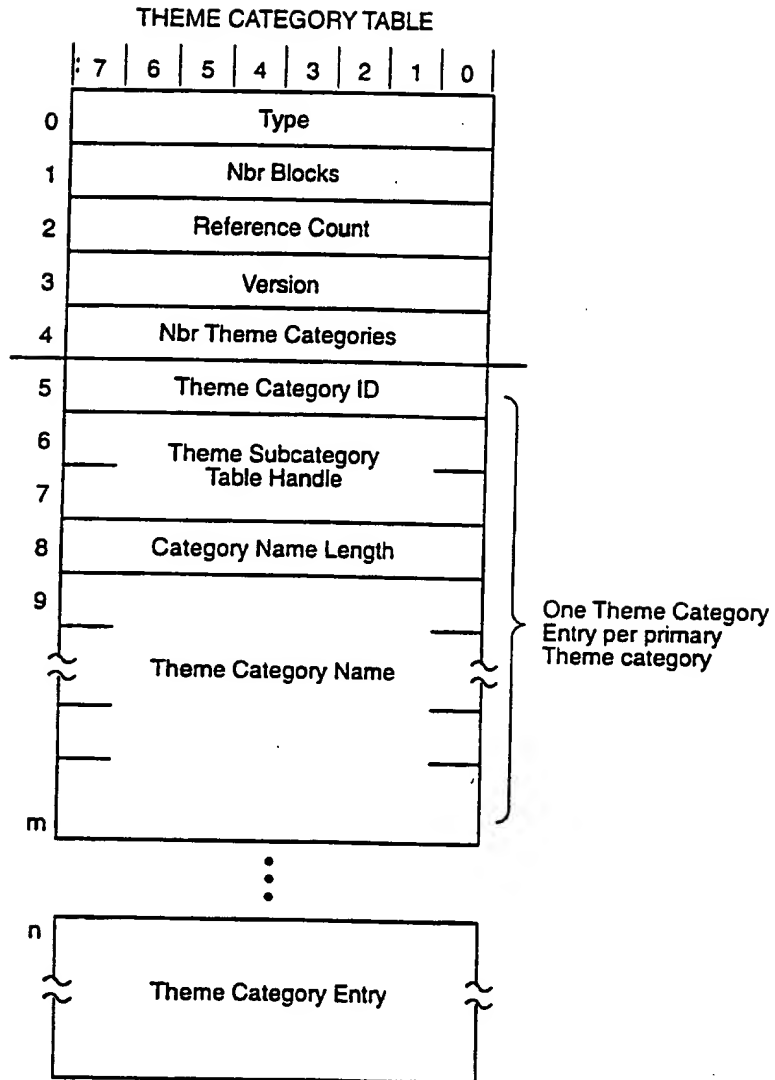 THEME CATEGORY TABLE
7 6 5 4 3 2 1 0
0 Type
1 Nbr Blocks
2 Reference Count
3 Version
4 Nbr Theme Categories
5 Theme Category ID
6
Theme Subcategory
Table Handle
7
8 Category Name Length
9
One Theme Category
Entry per primary
Theme category
Theme Category Name
m
n
Theme Category Entry